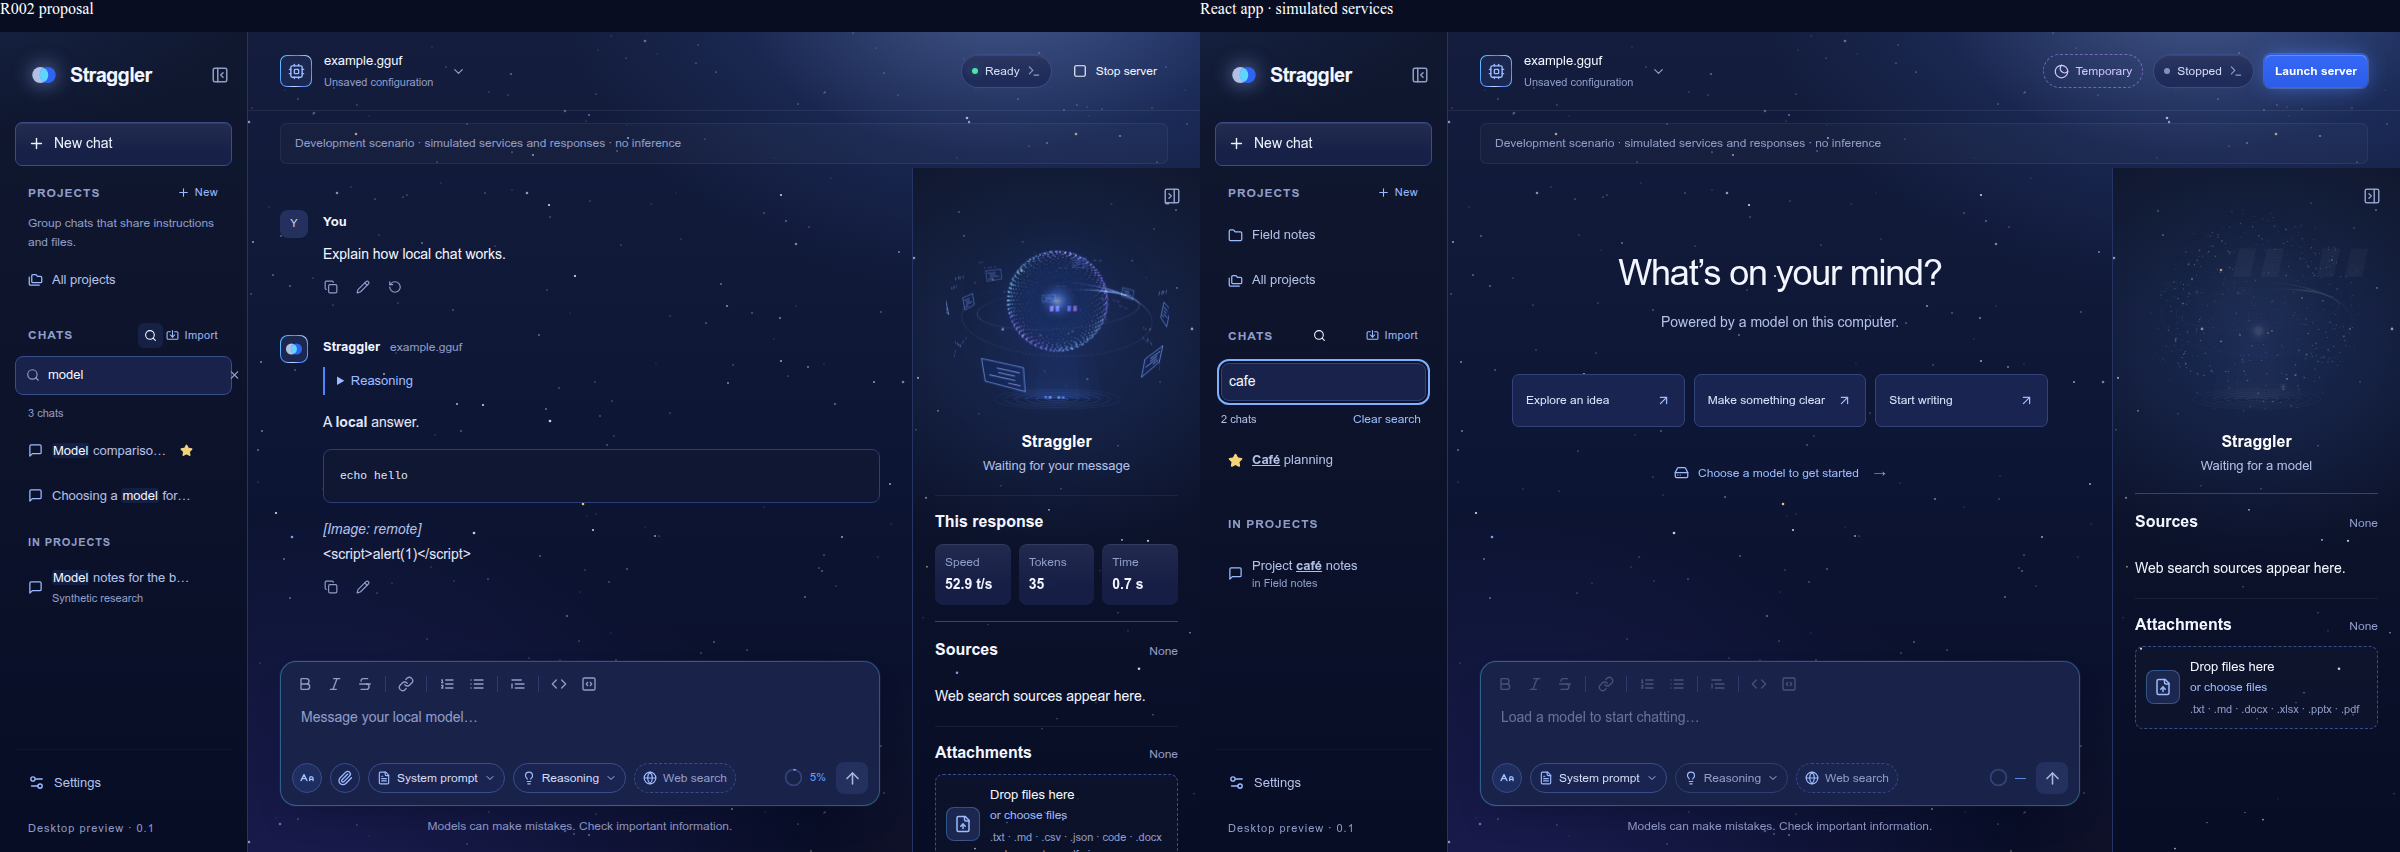 R002 proposal
Straggler
New chat
PROJECTS
New
Group chats that share instructions
and files.
All projects
CHATS
Import
model
3 chats
Model compariso…
Choosing a model for…
IN PROJECTS
Model notes for the b…
Synthetic research
Settings
Desktop preview · 0.1
example.gguf
Unsaved configuration
Ready
Stop server
Development scenario · simulated services and responses · no inference
Y
You
Explain how local chat works.
Straggler example.gguf
Reasoning
A local answer.
echo hello
[Image: remote]
<script>alert(1)</script>
Message your local model…
System prompt
Reasoning
Web search
5%
Models can make mistakes. Check important information.
Straggler
Waiting for your message
This response
Speed
52.9 t/s
Tokens
35
Time
0.7 s
Sources
None
Web search sources appear here.
Attachments
None
Drop files here
or choose files
.txt · .md · .csv · .json · code · .docx
React app · simulated services
Straggler
New chat
PROJECTS
New
Field notes
All projects
CHATS
Import
cafe
2 chats
Clear search
Café planning
IN PROJECTS
Project café notes
in Field notes
Settings
Desktop preview · 0.1
example.gguf
Unsaved configuration
Temporary
Stopped
Launch server
Development scenario · simulated services and responses · no inference
What's on your mind?
Powered by a model on this computer.
Explore an idea
Make something clear
Start writing
Choose a model to get started →
Load a model to start chatting…
System prompt
Reasoning
Web search
—
Models can make mistakes. Check important information.
Straggler
Waiting for a model
Sources
None
Web search sources appear here.
Attachments
None
Drop files here
or choose files
.txt · .md · .docx · .xlsx · .pptx · .pdf